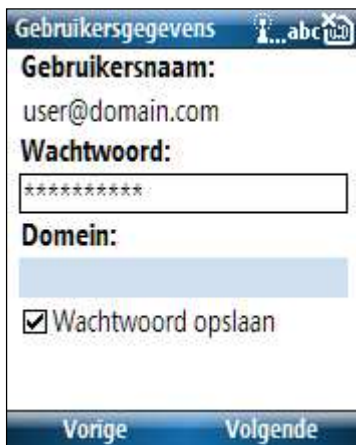 Gebruikersgegevens ...abc
Gebruikersnaam:
user@domain.com
Wachtwoord:
**********
Domein:
Wachtwoord opslaan
Vorige Volgende